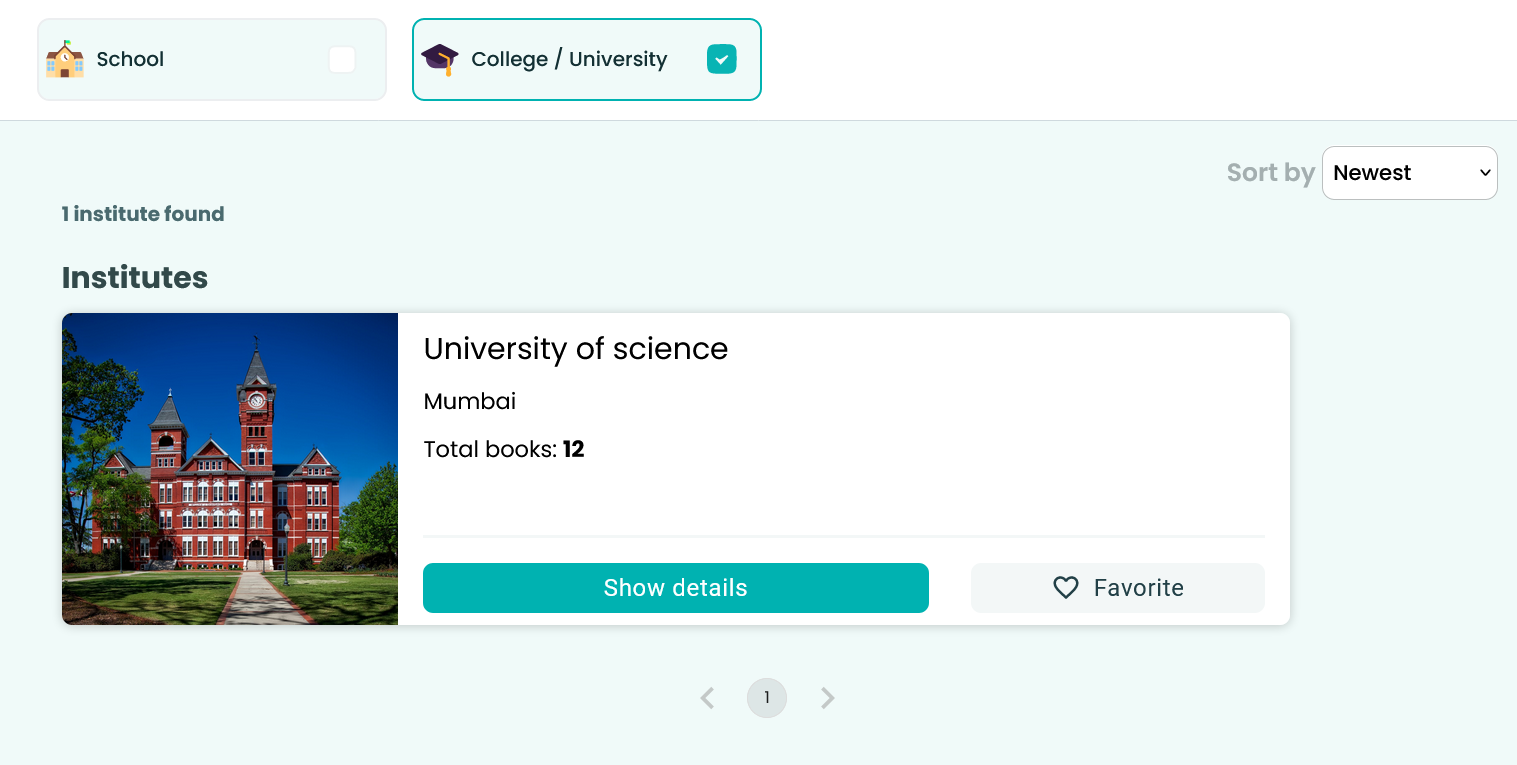 School
College / University
Sort by Newest
1 institute found
Institutes
University of science
Mumbai
Total books: 12
Show details
Favorite
1